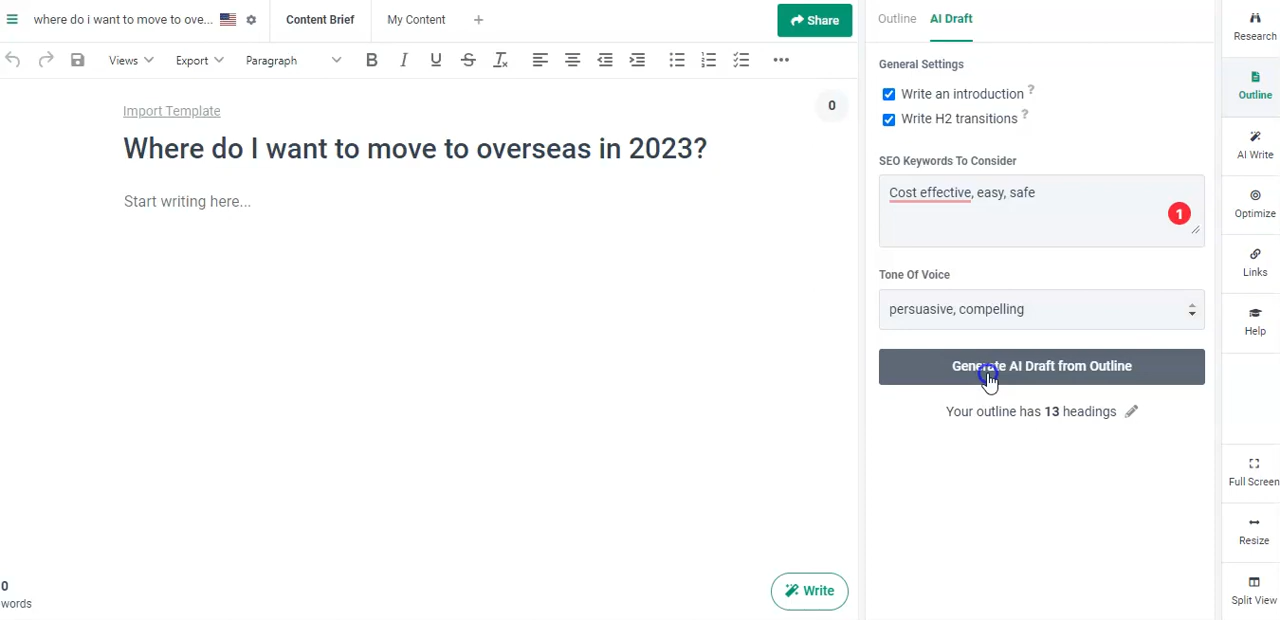 where do i want to move to ove...
Content Brief
My Content
Share
Outline
AI Draft
Research
Views
Export
Paragraph
B I U S
General Settings
Import Template
0
Write an introduction ?
Outline
Write H2 transitions ?
Where do I want to move to overseas in 2023?
SEO Keywords To Consider
AI Write
Start writing here...
Cost effective, easy, safe
1
Optimize
Links
Tone Of Voice
persuasive, compelling
Help
Generate AI Draft from Outline
Your outline has 13 headings
Full Screen
Resize
0
words
Write
Split View